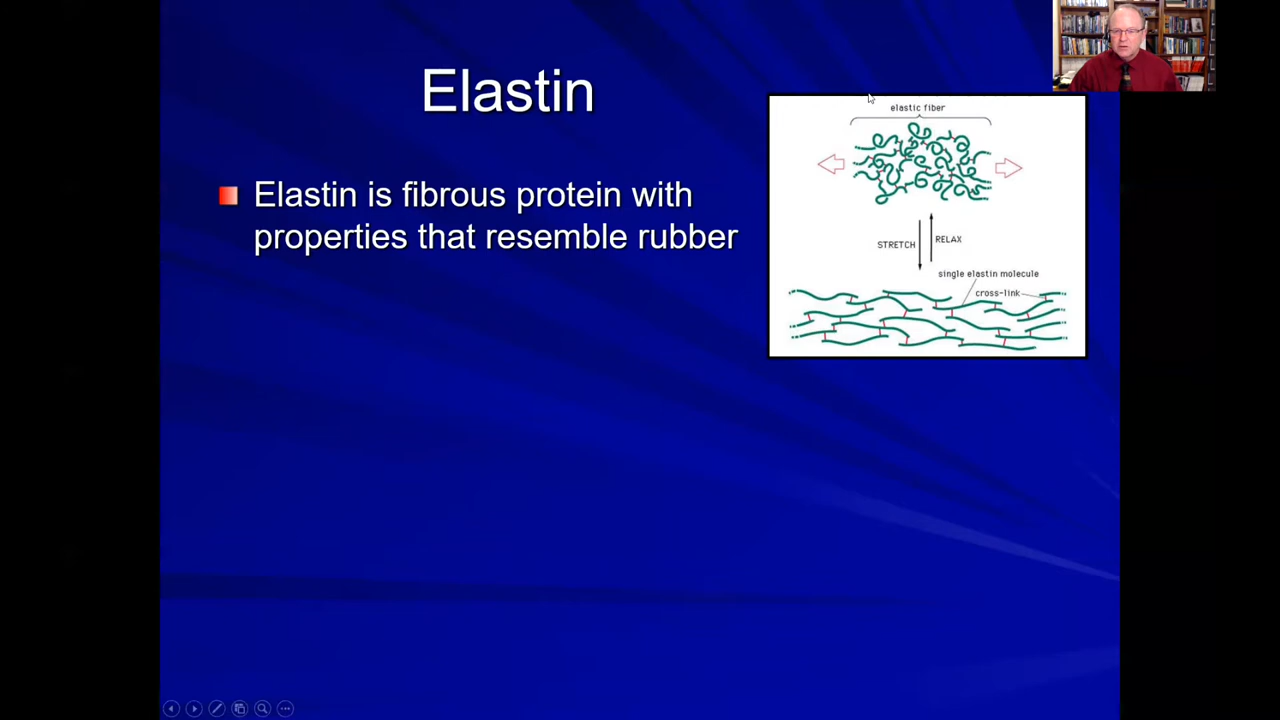 Elastin
Elastin is fibrous protein with
properties that resemble rubber
elastic fiber
STRETCH
RELAX
single elastin molecule
cross-link